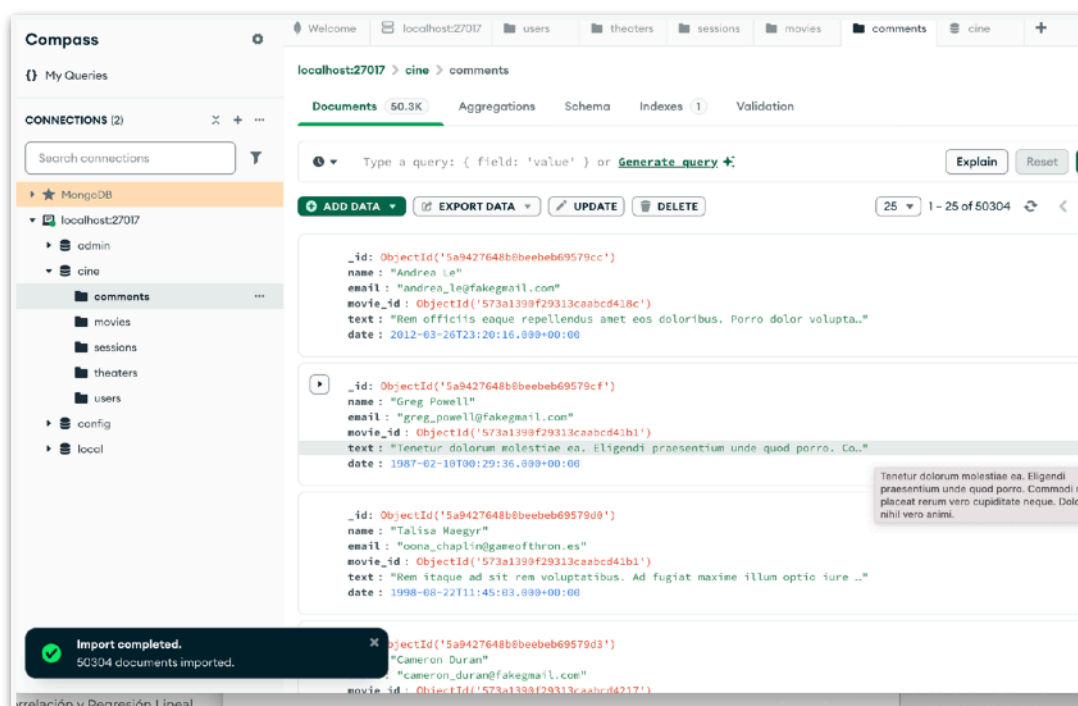 Compass
My Queries
CONNECTIONS (2)
Search connections
MongoDB
localhost:27017
admin
cine
comments
movies
sessions
theaters
users
config
local
Welcome
localhost:27017
users
theaters
sessions
movies
comments
cine
localhost:27017 > cine > comments
Documents 50.3K
Aggregations
Schema
Indexes 1
Validation
Type a query: { field: 'value' } or Generate query
Explain
Reset
ADD DATA
EXPORT DATA
UPDATE
DELETE
25
1 – 25 of 50304
_id: ObjectId('5a9427648b0beebeb69579cc')
name : "Andrea Le"
email : "andrea_le@fakegmail.com"
movie_id : ObjectId('573a1390f29313caabcd418c')
text : "Rem officiis eaque repellendus amet eos doloribus. Porro dolor volupta…"
date : 2012-03-26T23:20:16.000+00:00
_id: ObjectId('5a9427648b0beebeb69579cf')
name : "Greg Powell"
email : "greg_powell@fakegmail.com"
movie_id : ObjectId('573a1390f29313caabcd41b1')
text : "Tenetur dolorum molestiae ea. Eligendi praesentium unde quod porro. Co…"
date : 1987-02-10T00:29:36.000+00:00
Tenetur dolorum molestiae ea. Eligendi
praesentium unde quod porro. Commodi
placeat rerum vero cupiditate neque. Dolo
nihil vero animi.
_id: ObjectId('5a9427648b0beebeb69579d0')
name : "Talisa Maegyr"
email : "oona_chaplin@gameofthron.es"
movie_id : ObjectId('573a1390f29313caabcd41b1')
text : "Rem itaque ad sit rem voluptatibus. Ad fugiat maxime illum optio iure …"
date : 1998-08-22T11:45:03.000+00:00
bjectId('5a9427648b0beebeb69579d3')
"Cameron Duran"
"cameron_duran@fakegmail.com"
movie_id : ObjectId('573a1390f29313caabcd4217')
Import completed.
50304 documents imported.
rrelación y Regresión Lineal